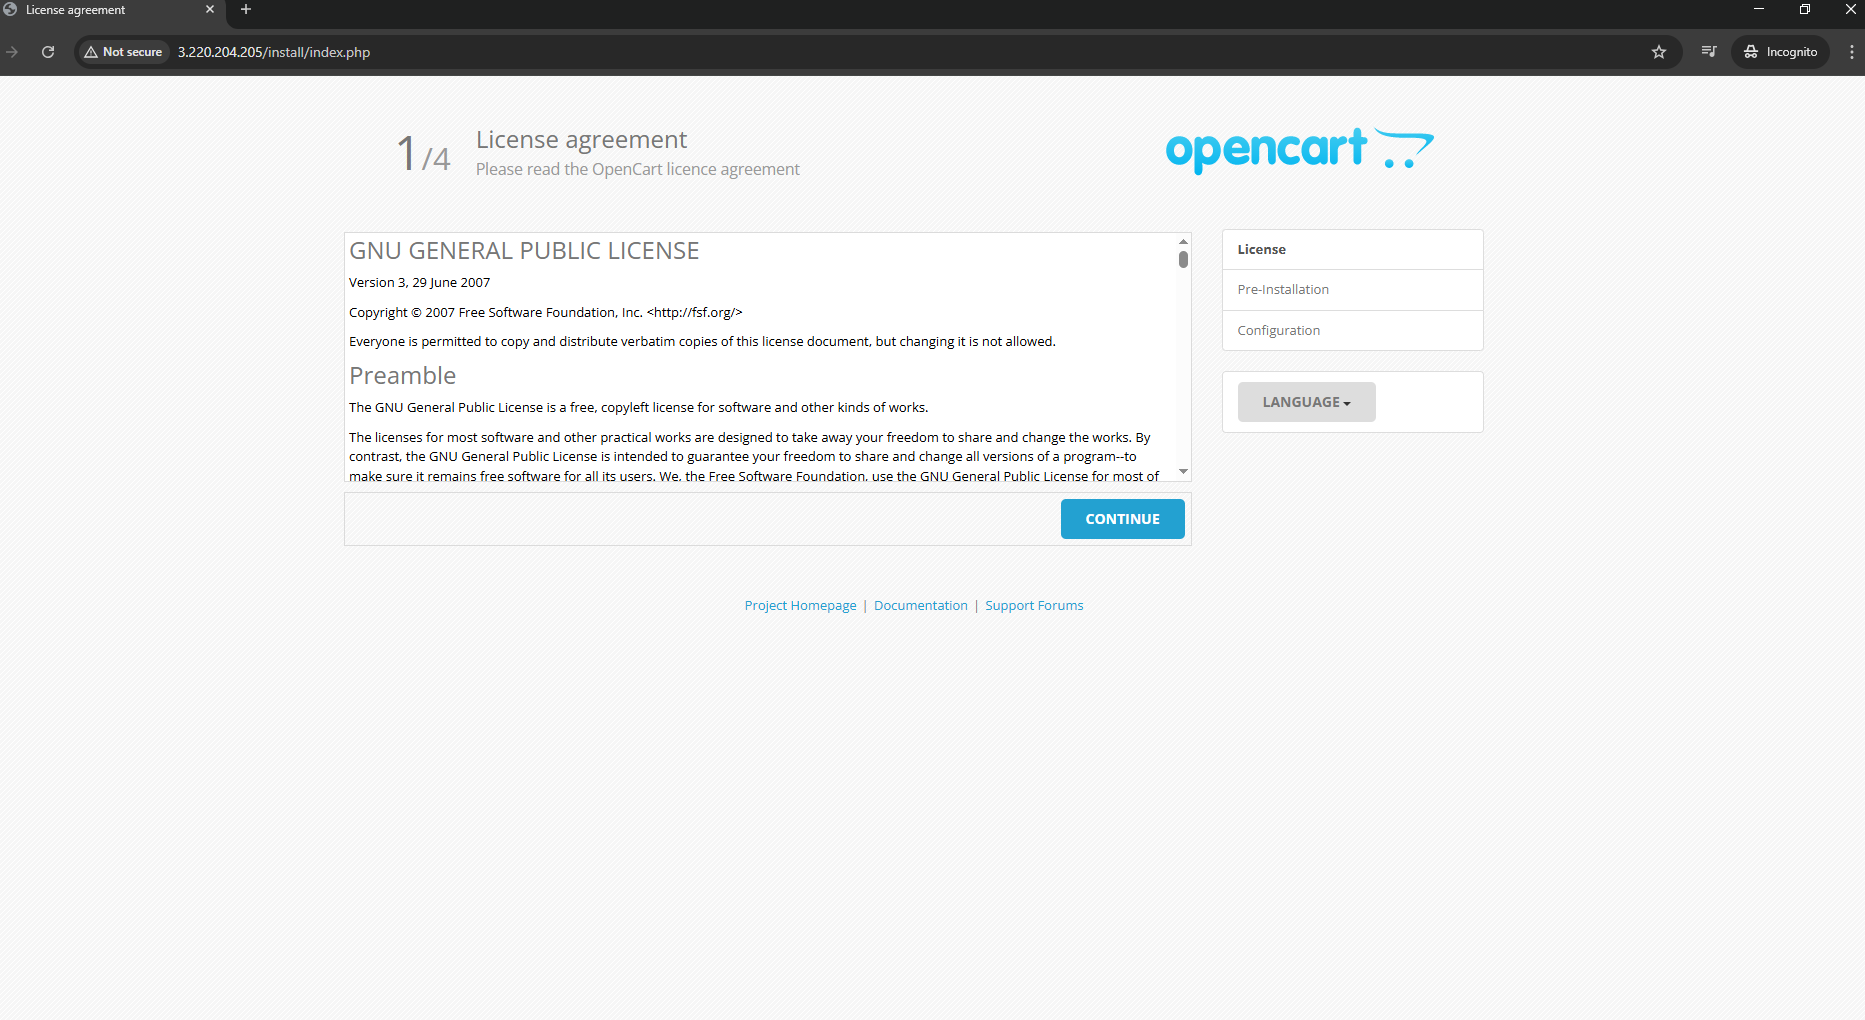 License agreement
Not secure
3.220.204.205/install/index.php
Incognito
1/4
License agreement
Please read the OpenCart licence agreement
opencart
GNU GENERAL PUBLIC LICENSE
Version 3, 29 June 2007
Copyright © 2007 Free Software Foundation, Inc. <http://fsf.org/>
Everyone is permitted to copy and distribute verbatim copies of this license document, but changing it is not allowed.
Preamble
The GNU General Public License is a free, copyleft license for software and other kinds of works.
The licenses for most software and other practical works are designed to take away your freedom to share and change the works. By
contrast, the GNU General Public License is intended to guarantee your freedom to share and change all versions of a program--to
make sure it remains free software for all its users. We, the Free Software Foundation, use the GNU General Public License for most of
CONTINUE
License
Pre-Installation
Configuration
LANGUAGE
Project Homepage | Documentation | Support Forums